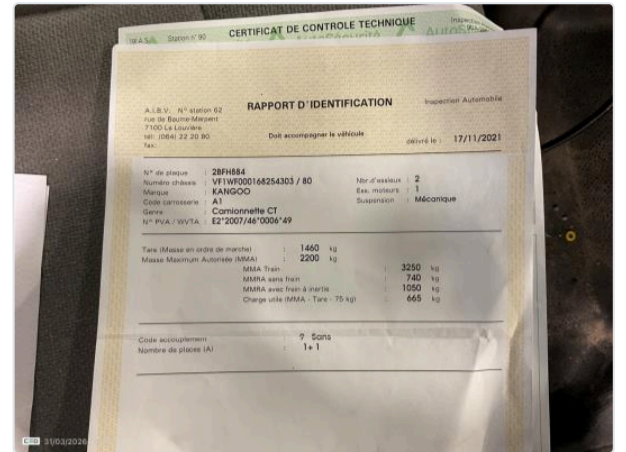 Station n° 90
CERTIFICAT DE CONTROLE TECHNIQUE
AutoSécurité
RAPPORT D'IDENTIFICATION
Inspection Automobile
A.I.B.V. N° station 62
rue de Baume-Marpent
7100 La Louvière
tél: (064) 22 20 80
fax:
Doit accompagner le véhicule
délivré le : 17/11/2021
N° de plaque : 2BFH884
Numéro châssis : VF1WF000168254303 / 80
Marque : KANGOO
Code carrosserie : A1
Genre : Camionnette CT
N° PVA / WVTA : E2*2007/46*0006*49
Nbr d'essieux : 2
Ess. moteurs : 1
Suspension : Mécanique
Tare (Masse en ordre de marche) : 1460 kg
Masse Maximum Autorisée (MMA) : 2200 kg
MMA Train : 3250 kg
MMRA sans frein : 740 kg
MMRA avec frein à inertie : 1050 kg
Charge utile (MMA - Tare - 75 kg) : 665 kg
Code accouplement : ? Sans
Nombre de places (A) : 1+ 1
31/03/2026